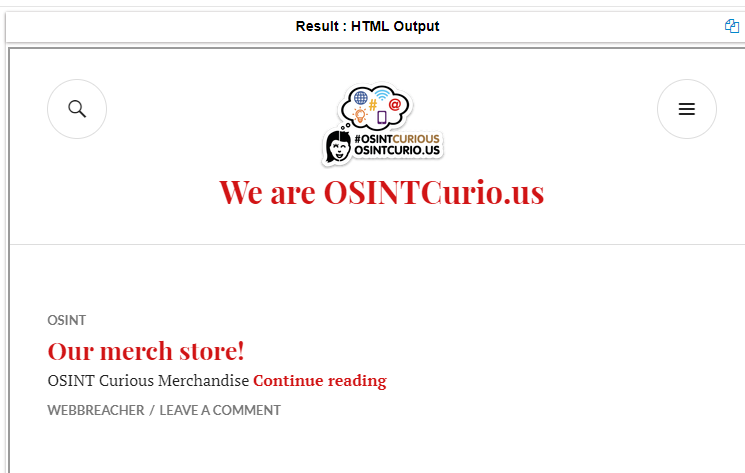 Result : HTML Output
#
@
#OSINTCURIOUS
OSINTCURIO.US
We are OSINTCurio.us
OSINT
Our merch store!
OSINT Curious Merchandise Continue reading
WEBBREACHER / LEAVE A COMMENT